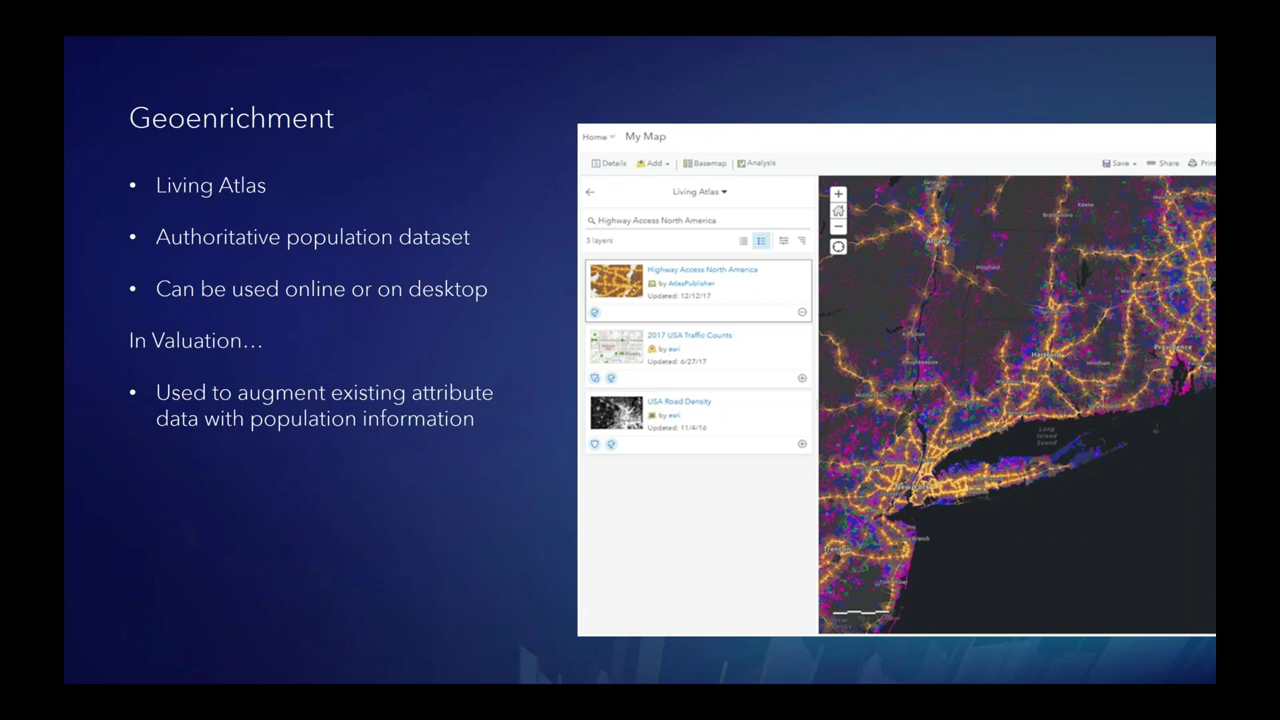 Geoenrichment
• Living Atlas
• Authoritative population dataset
• Can be used online or on desktop
In Valuation…
• Used to augment existing attribute
data with population information
Home My Map
Details Add Basemap Analysis Save Share Print
Living Atlas
Highway Access North America
3 layers
Highway Access North America
by AtlasPublisher
Updated: 12/12/17
2017 USA Traffic Counts
by esri
Updated: 6/27/17
USA Road Density
by esri
Updated: 11/4/16
Albany
Pittsfield
Hartford
Providence
Long
Island
Sound
New York
Trenton